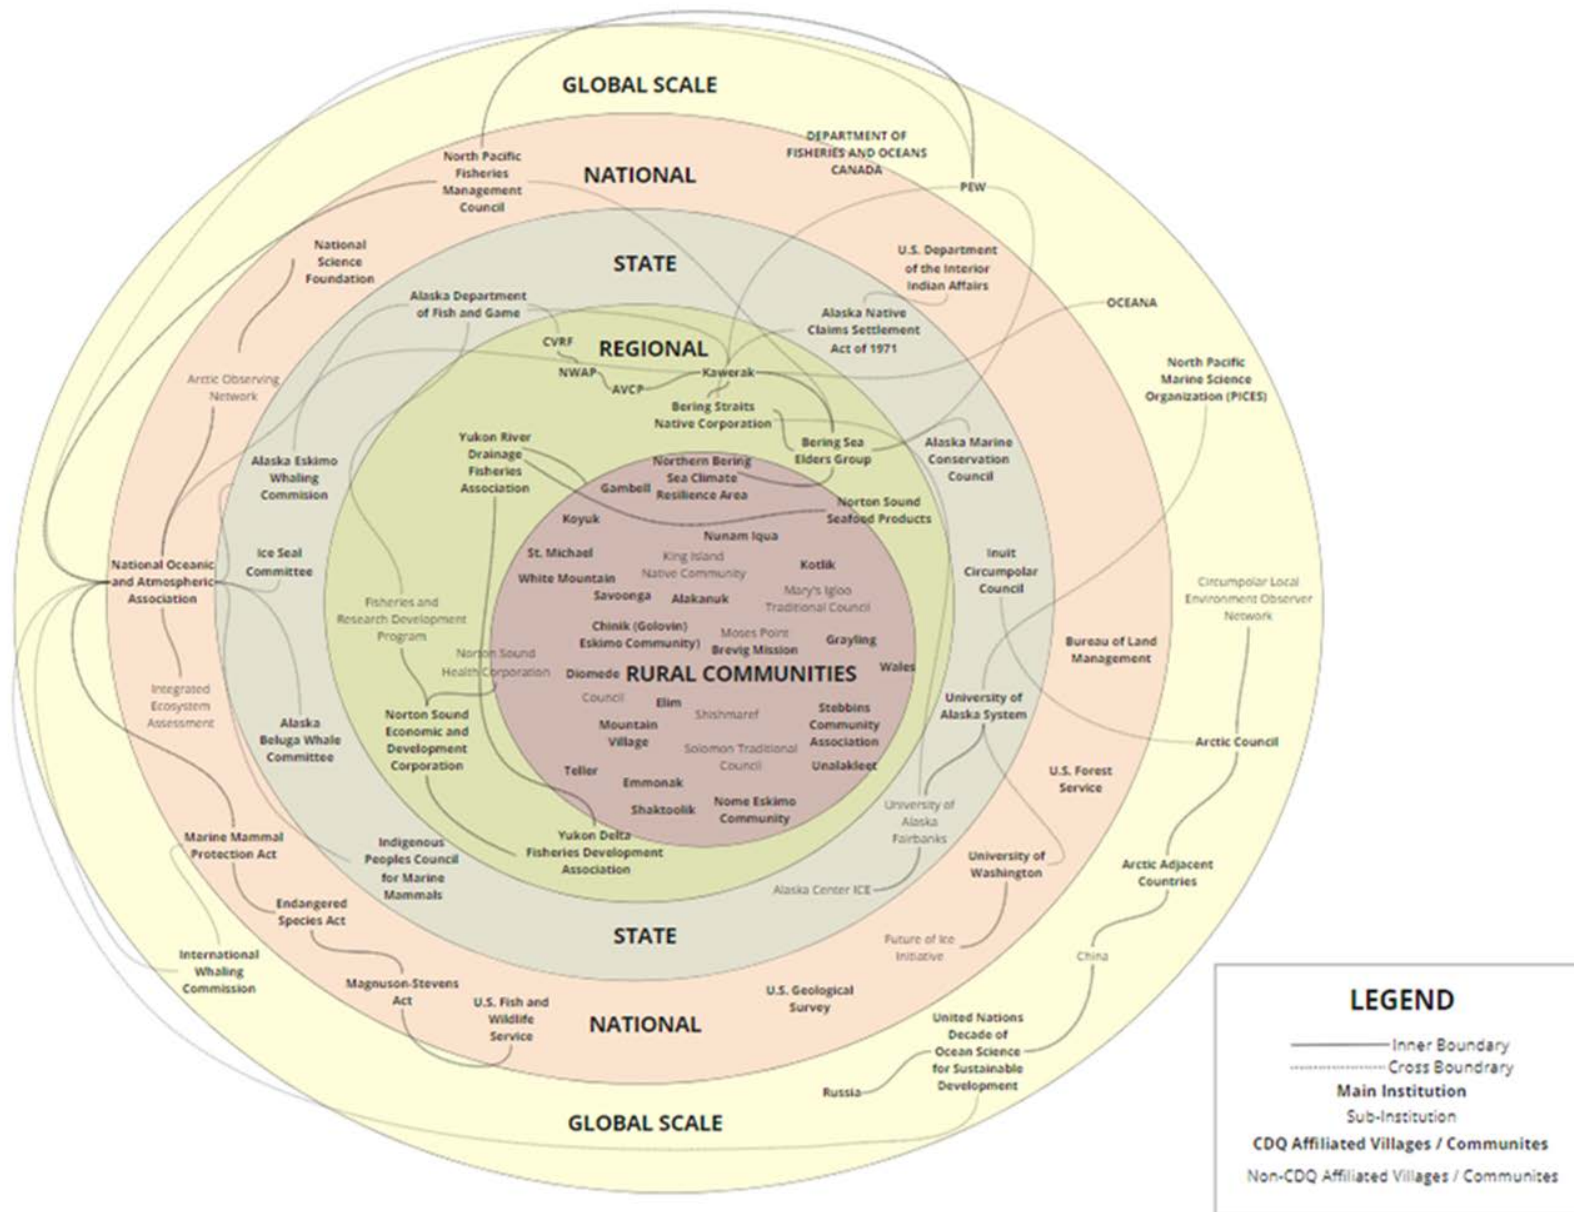 GLOBAL SCALE
DEPARTMENT OF
FISHERIES AND OCEANS
CANADA
North Pacific
Fisheries
Management
Council
NATIONAL
PEW
National
Science
Foundation
STATE
U.S. Department
of the Interior
Indian Affairs
Alaska Department
of Fish and Game
OCEANA
Alaska Native
Claims Settlement
Act of 1971
CVRF
REGIONAL
NWAP
AVCP
Kawerak
North Pacific
Marine Science
Organization (PICES)
Arctic Observing
Network
Bering Straits
Native Corporation
Yukon River
Drainage
Fisheries
Association
Bering Sea
Elders Group
Alaska Marine
Conservation
Council
Alaska Eskimo
Whaling
Commision
Northern Bering
Sea Climate
Resilience Area
Gambell
Norton Sound
Seafood Products
Koyuk
Nunam Iqua
St. Michael
King Island
Native Community
Kotlik
White Mountain
Savoonga
Alakanuk
Mary's Igloo
Traditional Council
Ice Seal
Committee
National Oceanic
and Atmospheric
Association
Inuit
Circumpolar
Council
Circumpolar Local
Environment Observer
Network
Fisheries and
Research Development
Program
Chinik (Golovin)
Eskimo Community)
Moses Point
Brevig Mission
Grayling
Bureau of Land
Management
Norton Sound
Health Corporation
Diomede
RURAL COMMUNITIES
Wales
Integrated
Ecosystem
Assessment
Council
Elim
Shishmaref
Stebbins
Community
Association
University of
Alaska System
Norton Sound
Economic and
Development
Corporation
Alaska
Beluga Whale
Committee
Mountain
Village
Solomon Traditional
Council
Unalakleet
Arctic Council
Teller
Emmonak
U.S. Forest
Service
Shaktoolik
Nome Eskimo
Community
University of
Alaska
Fairbanks
Marine Mammal
Protection Act
Indigenous
Peoples Council
for Marine
Mammals
Yukon Delta
Fisheries Development
Association
University of
Washington
Arctic Adjacent
Countries
Alaska Center ICE
Endangered
Species Act
STATE
Future of Ice
Initiative
China
International
Whaling
Commission
Magnuson-Stevens
Act
U.S. Fish and
Wildlife
Service
NATIONAL
U.S. Geological
Survey
United Nations
Decade of
Ocean Science
for Sustainable
Development
Russia
GLOBAL SCALE
LEGEND
Inner Boundary
Cross Boundrary
Main Institution
Sub-Institution
CDQ Affiliated Villages / Communites
Non-CDQ Affiliated Villages / Communites